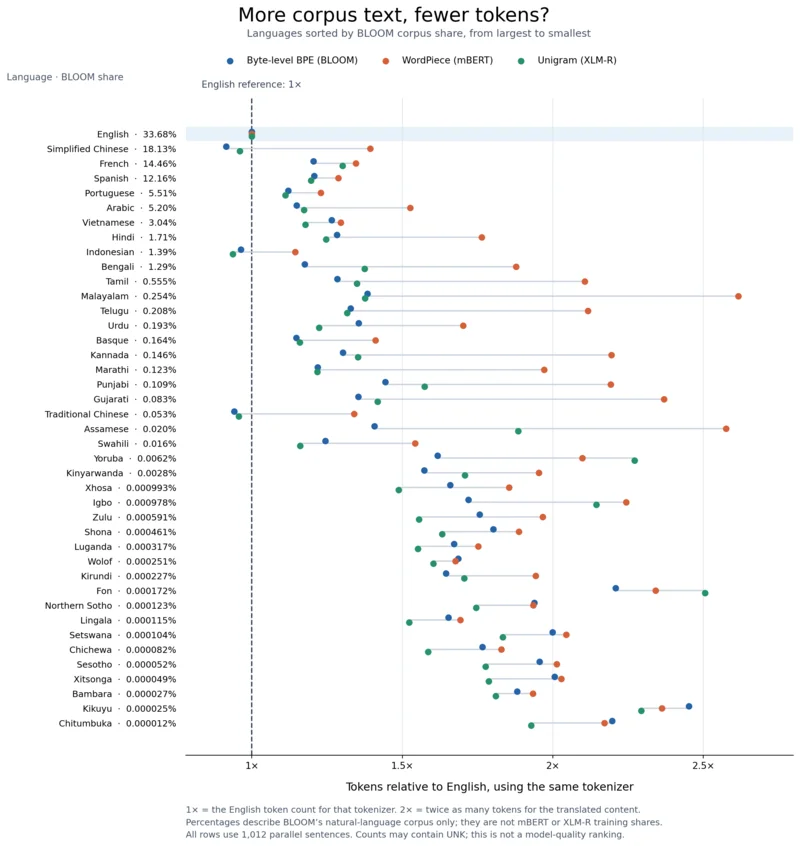 More corpus text, fewer tokens?
Languages sorted by BLOOM corpus share, from largest to smallest
Byte-level BPE (BLOOM) WordPiece (mBERT) Unigram (XLM-R)
Language · BLOOM share
English reference: 1×
English · 33.68%
Simplified Chinese · 18.13%
French · 14.46%
Spanish · 12.16%
Portuguese · 5.51%
Arabic · 5.20%
Vietnamese · 3.04%
Hindi · 1.71%
Indonesian · 1.39%
Bengali · 1.29%
Tamil · 0.555%
Malayalam · 0.254%
Telugu · 0.208%
Urdu · 0.193%
Basque · 0.164%
Kannada · 0.146%
Marathi · 0.123%
Punjabi · 0.109%
Gujarati · 0.083%
Traditional Chinese · 0.053%
Assamese · 0.020%
Swahili · 0.016%
Yoruba · 0.0062%
Kinyarwanda · 0.0028%
Xhosa · 0.000993%
Igbo · 0.000978%
Zulu · 0.000591%
Shona · 0.000461%
Luganda · 0.000317%
Wolof · 0.000251%
Kirundi · 0.000227%
Fon · 0.000172%
Northern Sotho · 0.000123%
Lingala · 0.000115%
Setswana · 0.000104%
Chichewa · 0.000082%
Sesotho · 0.000052%
Xitsonga · 0.000049%
Bambara · 0.000027%
Kikuyu · 0.000025%
Chitumbuka · 0.000012%
1× 1.5× 2× 2.5×
Tokens relative to English, using the same tokenizer
1× = the English token count for that tokenizer. 2× = twice as many tokens for the translated content.
Percentages describe BLOOM's natural-language corpus only; they are not mBERT or XLM-R training shares.
All rows use 1,012 parallel sentences. Counts may contain UNK; this is not a model-quality ranking.